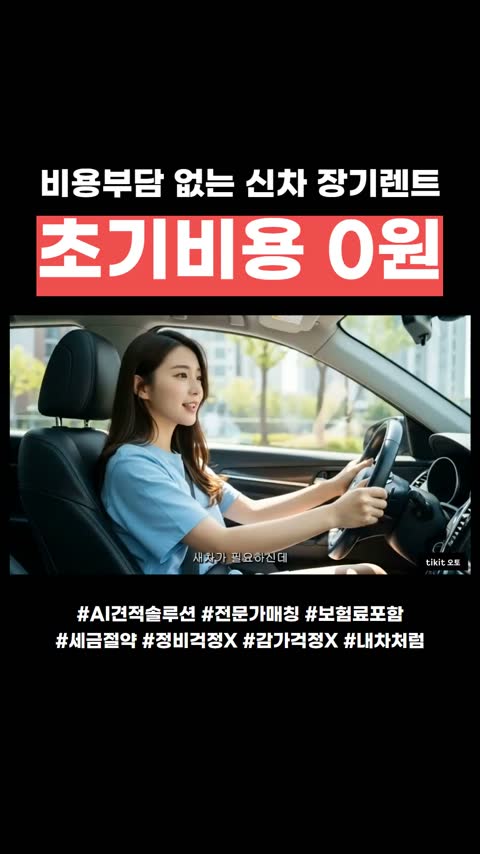 비용부담 없는 신차 장기렌트
초기비용 0원
새차가 필요하신데
tikit 오토
#AI견적솔루션 #전문가매칭 #보험료포함
#세금절약 #정비걱정X #감가걱정X #내차처럼